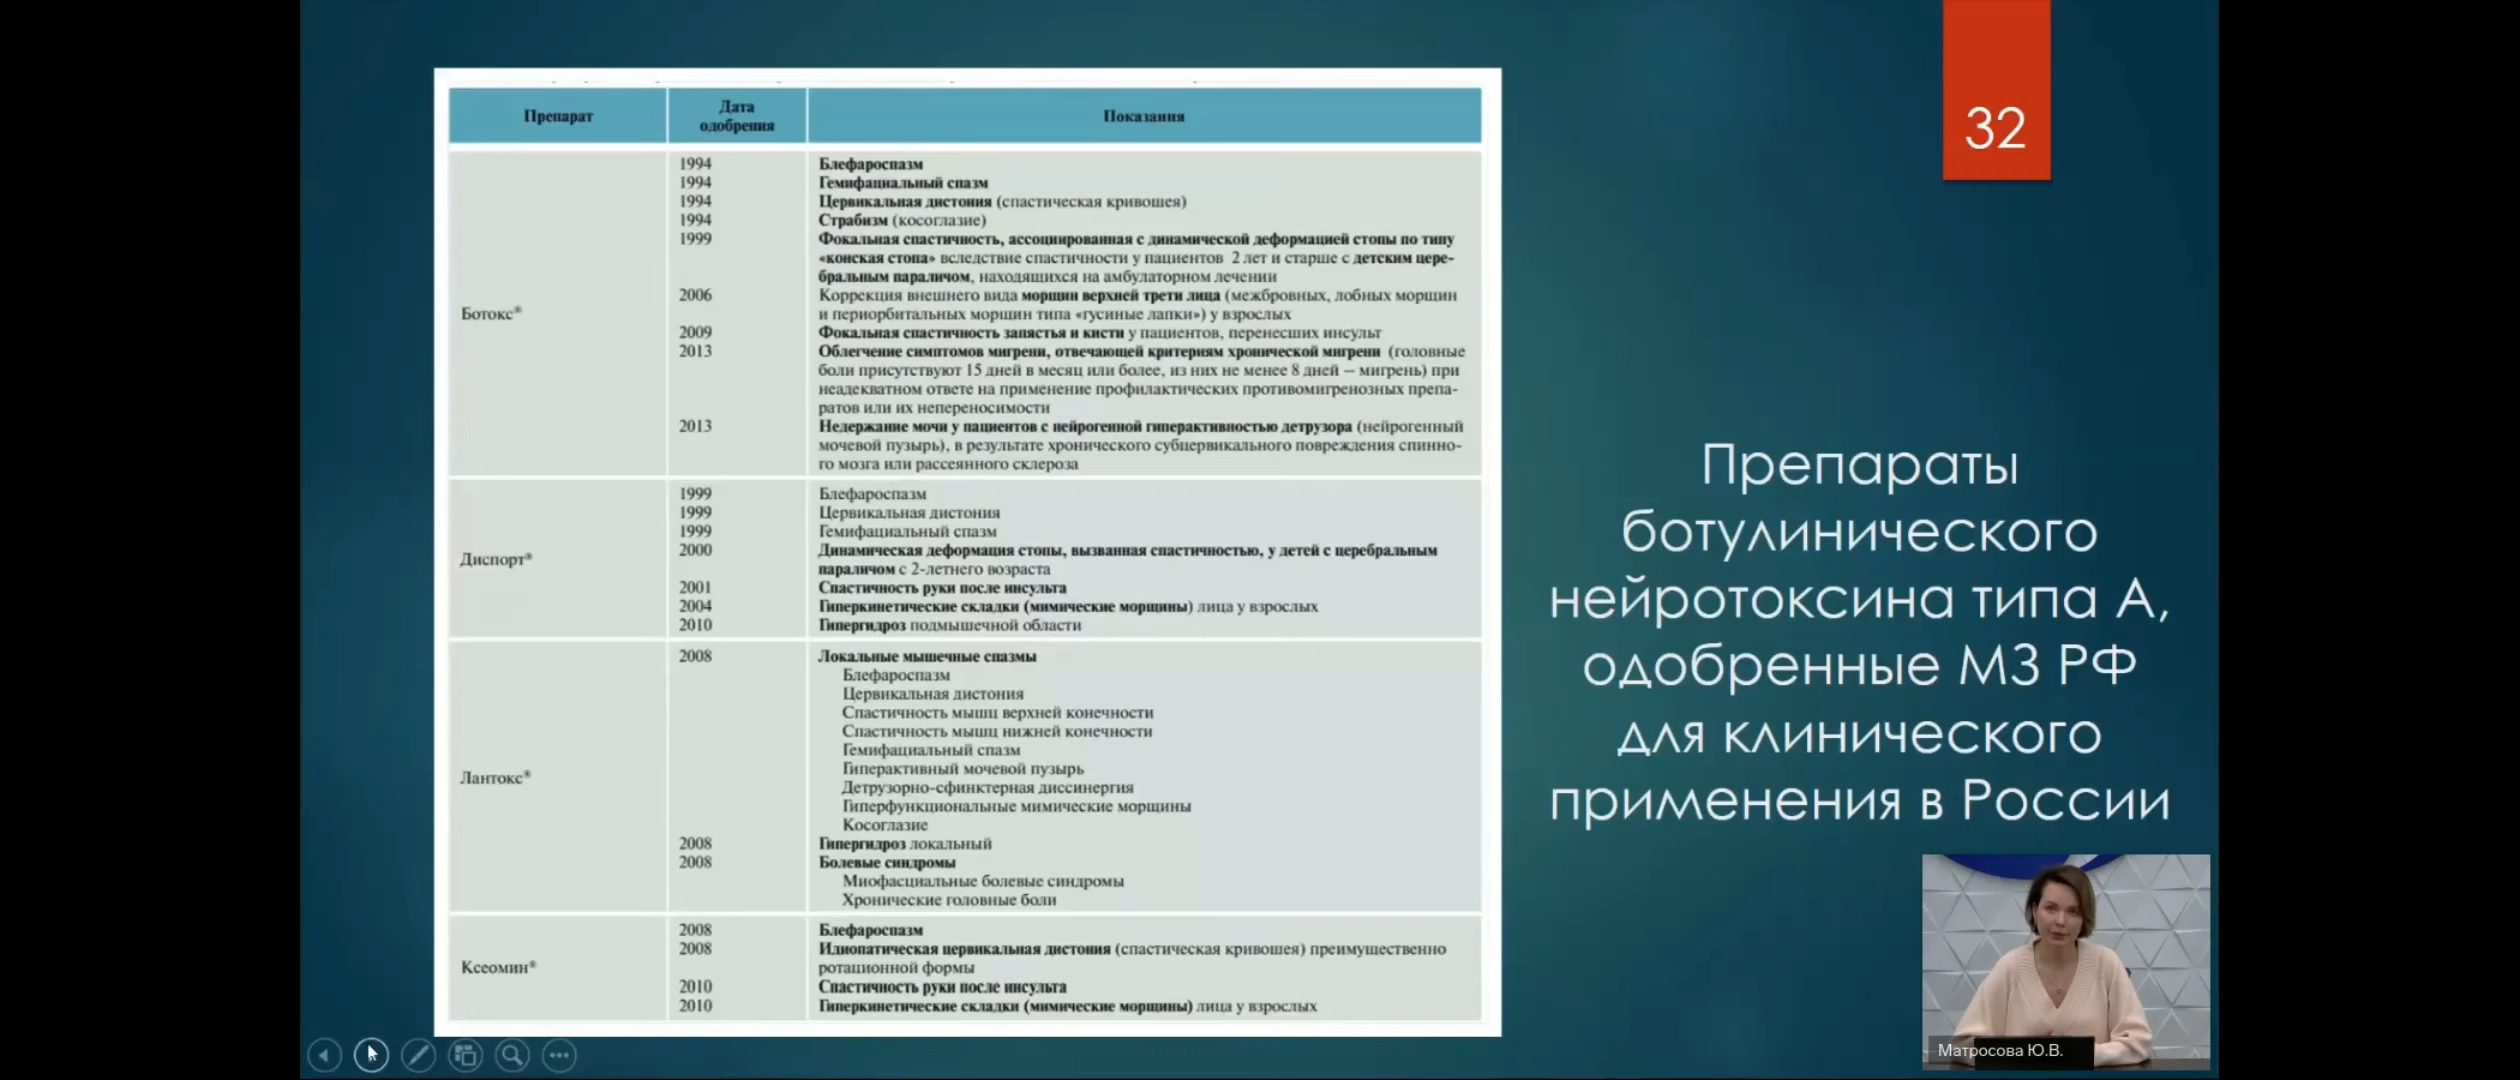 32
Препарат
Дата
одобрения
Показания
Ботокс®
1994 Блефароспазм
1994 Гемифациальный спазм
1994 Цервикальная дистония (спастическая кривошея)
1994 Страбизм (косоглазие)
1999 Фокальная спастичность, ассоциированная с динамической деформацией стопы по типу
«конская стопа» вследствие спастичности у пациентов 2 лет и старше с детским цере-
бральным параличом, находящихся на амбулаторном лечении
2006 Коррекция внешнего вида морщин верхней трети лица (межбровных, лобных морщин
и периорбитальных морщин типа «гусиные лапки») у взрослых
2009 Фокальная спастичность запястья и кисти у пациентов, перенесших инсульт
2013 Облегчение симптомов мигрени, отвечающей критериям хронической мигрени (головные
боли присутствуют 15 дней в месяц или более, из них не менее 8 дней – мигрень) при
неадекватном ответе на применение профилактических противомигренозных препа-
ратов или их непереносимости
2013 Недержание мочи у пациентов с нейрогенной гиперактивностью детрузора (нейрогенный
мочевой пузырь), в результате хронического субцервикального повреждения спинно-
го мозга или рассеянного склероза
Диспорт®
1999 Блефароспазм
1999 Цервикальная дистония
1999 Гемифациальный спазм
2000 Динамическая деформация стопы, вызванная спастичностью, у детей с церебральным
параличом с 2-летнего возраста
2001 Спастичность руки после инсульта
2004 Гиперкинетические складки (мимические морщины) лица у взрослых
2010 Гипергидроз подмышечной области
Лантокс®
2008 Локальные мышечные спазмы
Блефароспазм
Цервикальная дистония
Спастичность мышц верхней конечности
Спастичность мышц нижней конечности
Гемифациальный спазм
Гиперактивный мочевой пузырь
Детрузорно-сфинктерная диссинергия
Гиперфункциональные мимические морщины
Косоглазие
2008 Гипергидроз локальный
2008 Болевые синдромы
Миофасциальные болевые синдромы
Хронические головные боли
Ксеомин®
2008 Блефароспазм
2008 Идиопатическая цервикальная дистония (спастическая кривошея) преимущественно
ротационной формы
2010 Спастичность руки после инсульта
2010 Гиперкинетические складки (мимические морщины) лица у взрослых
Препараты
ботулинического
нейротоксина типа А,
одобренные МЗ РФ
для клинического
применения в России
Матросова Ю.В.